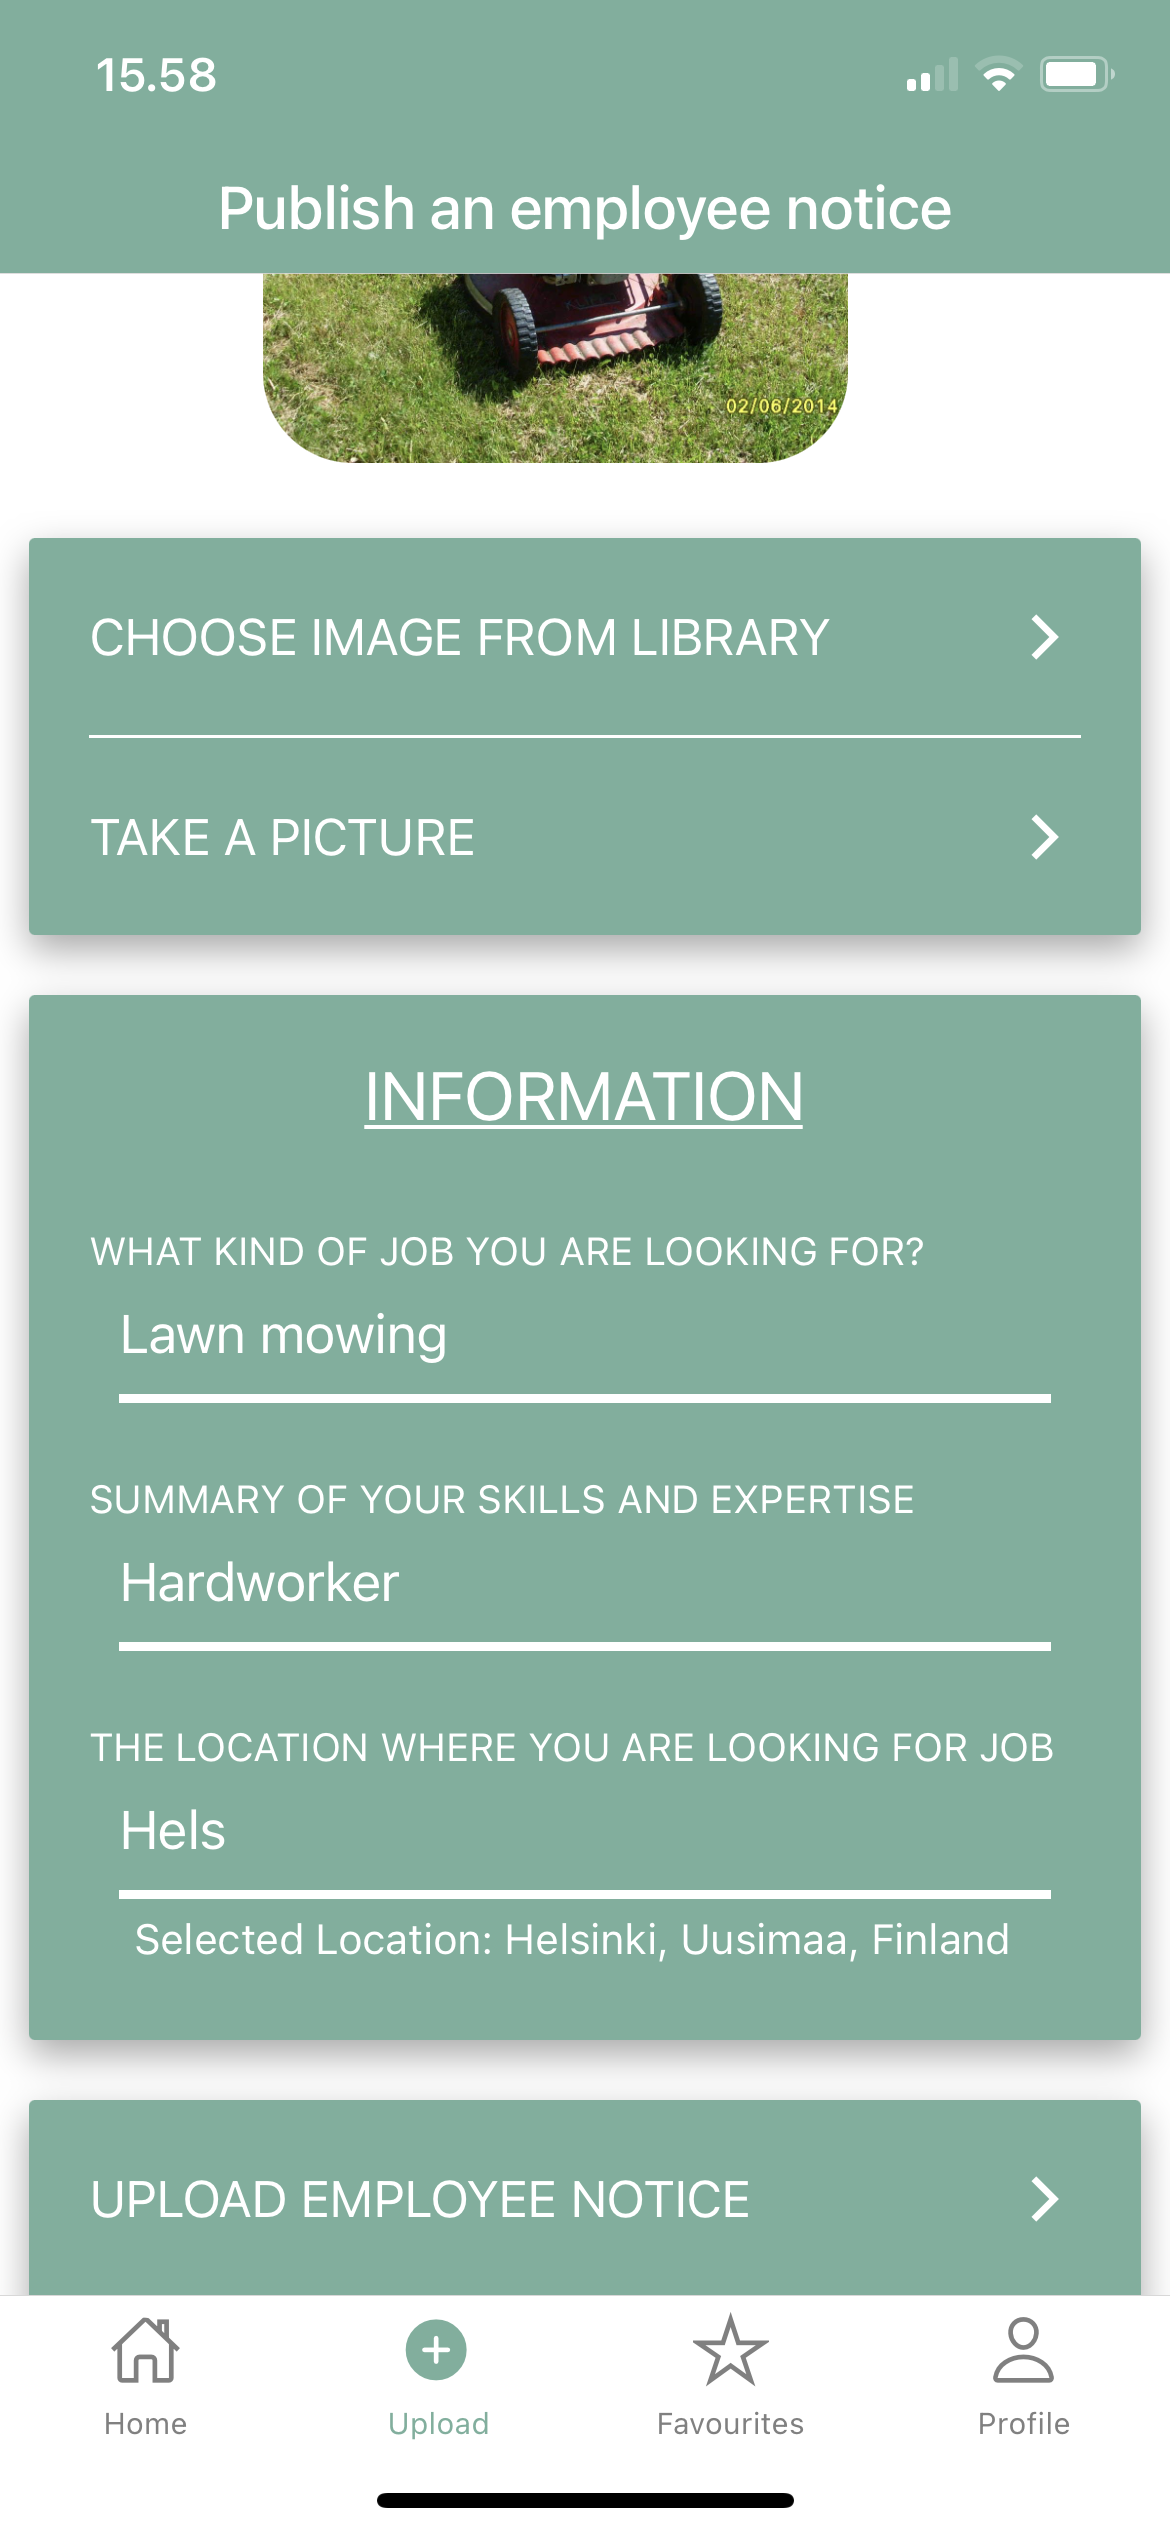 15.58
Publish an employee notice
02/06/2014
CHOOSE IMAGE FROM LIBRARY
TAKE A PICTURE
INFORMATION
WHAT KIND OF JOB YOU ARE LOOKING FOR?
Lawn mowing
SUMMARY OF YOUR SKILLS AND EXPERTISE
Hardworker
THE LOCATION WHERE YOU ARE LOOKING FOR JOB
Hels
Selected Location: Helsinki, Uusimaa, Finland
UPLOAD EMPLOYEE NOTICE
Home
Upload
Favourites
Profile